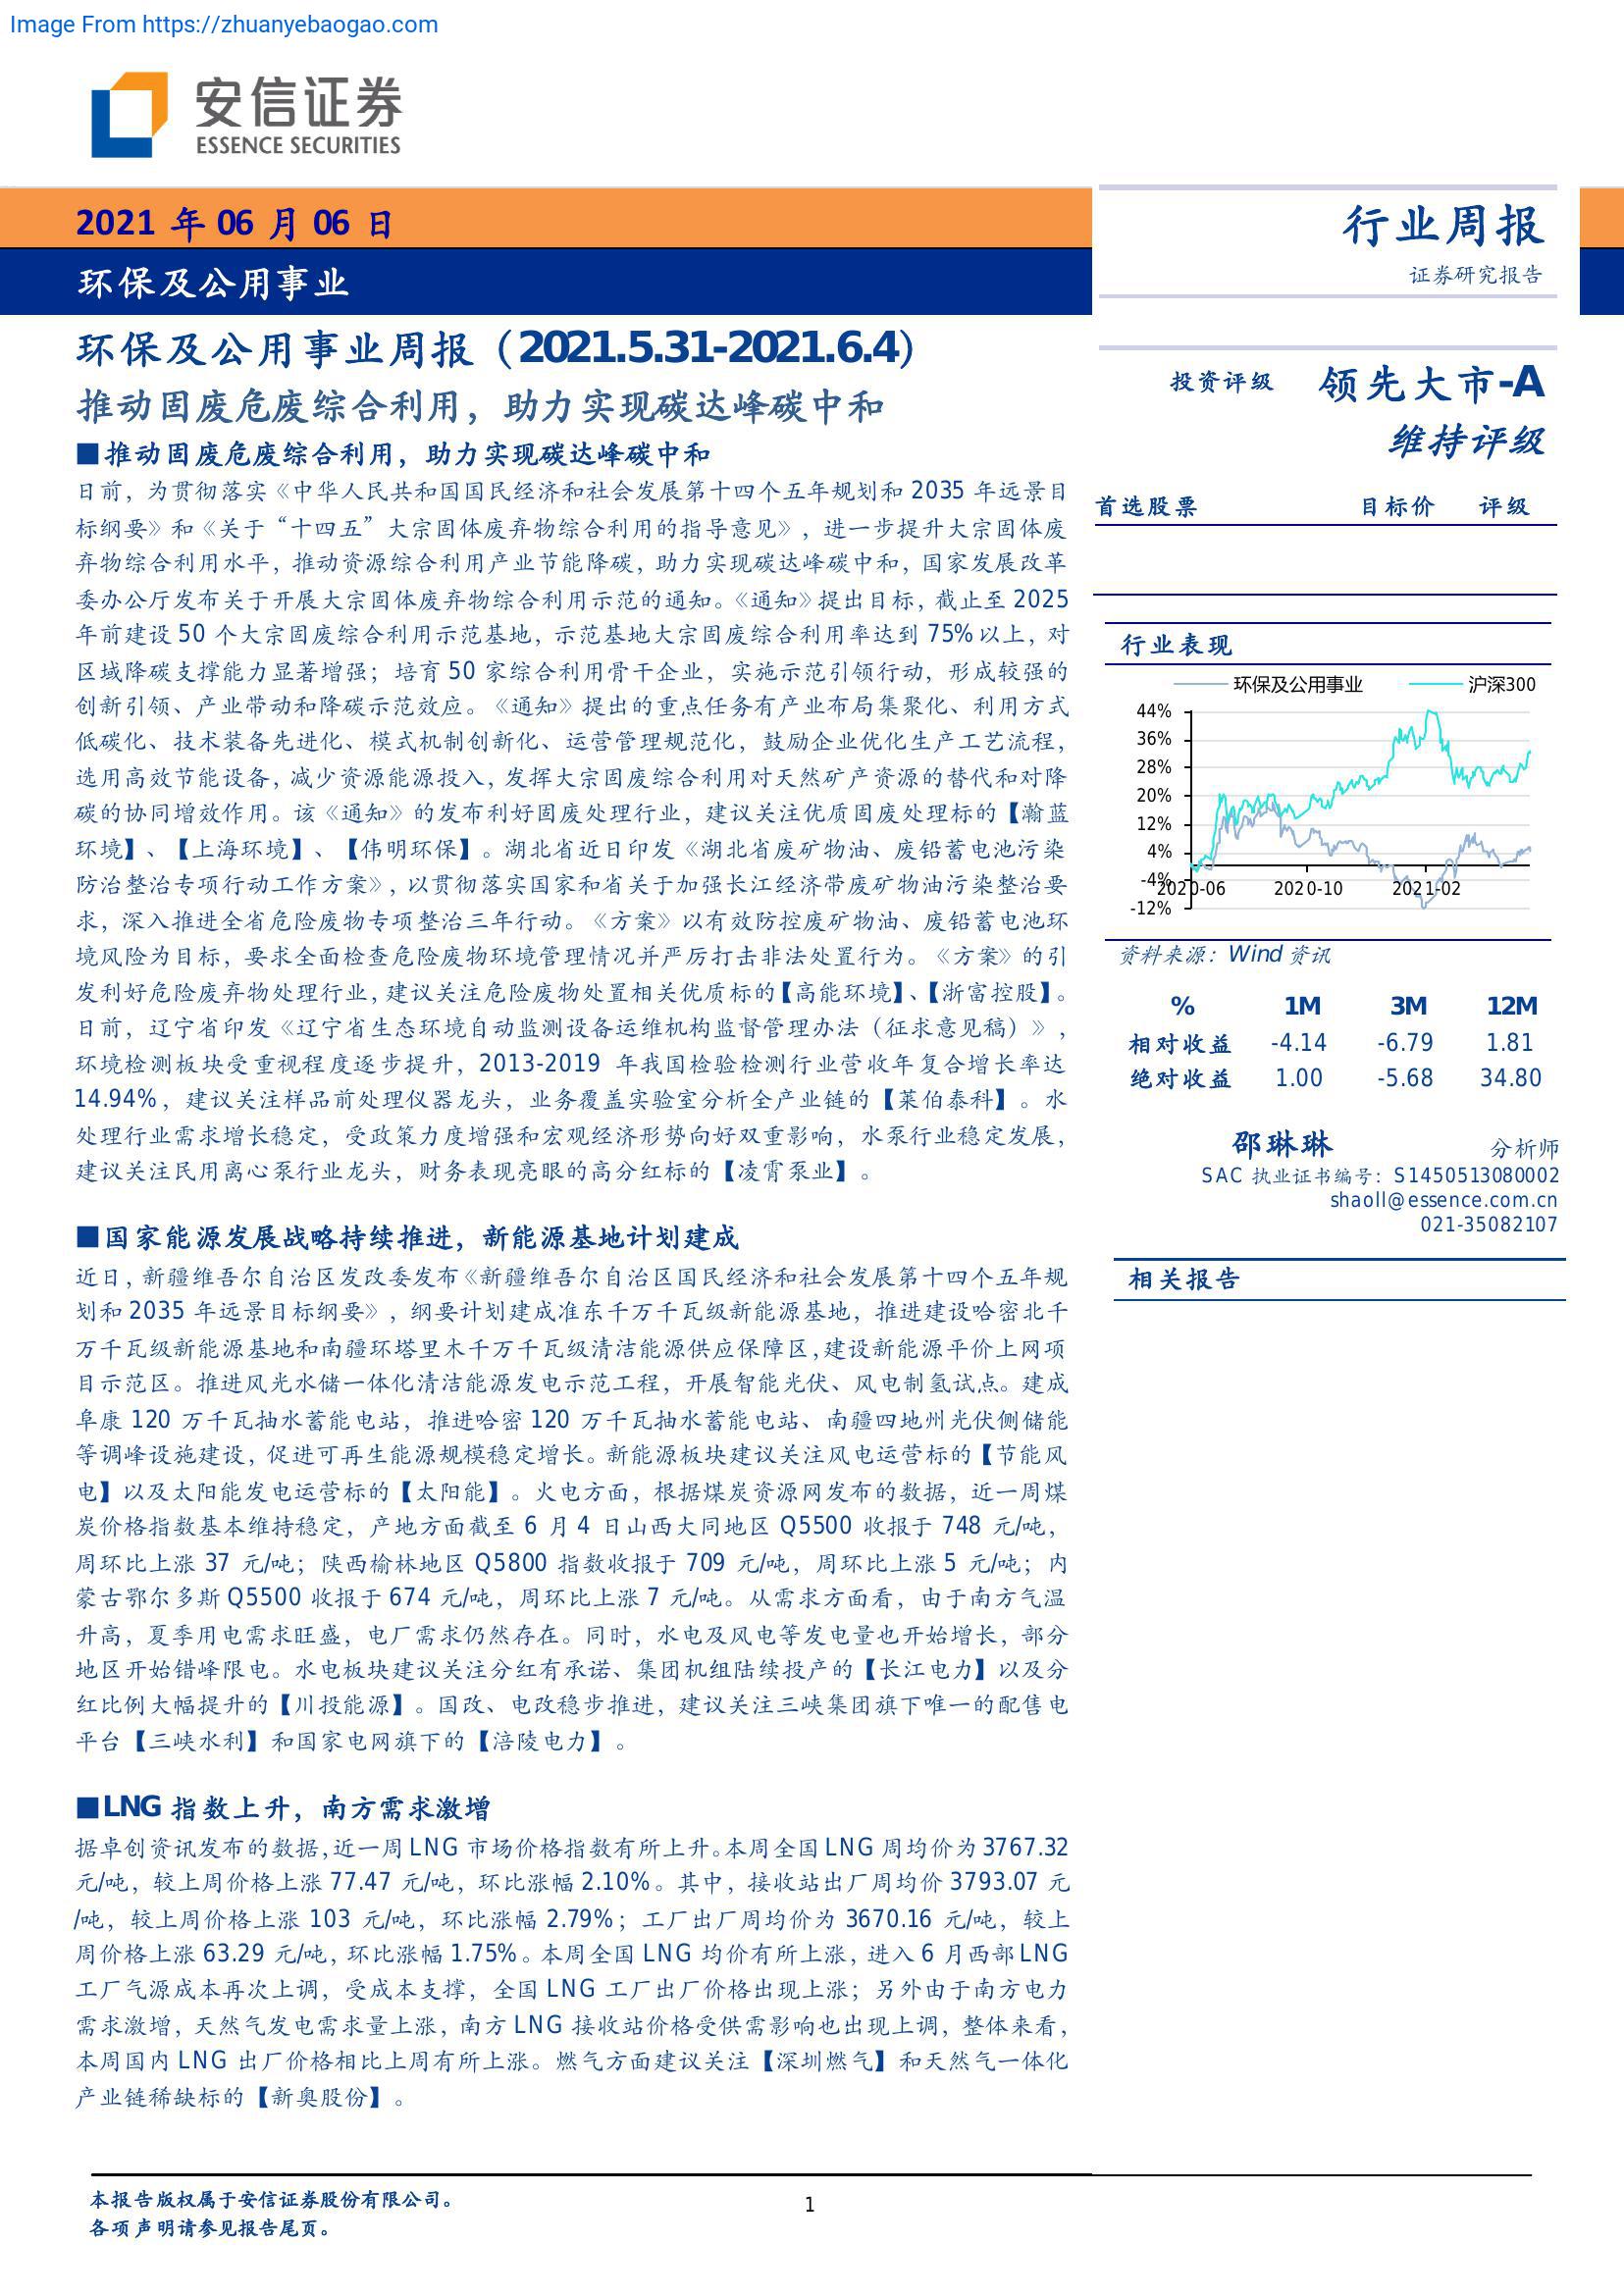 Image From https://zhuanyebaogao.com
安信证券
ESSENCE SECURITIES
2021 年 06 月 06 日
环保及公用事业
行业周报
证券研究报告
环保及公用事业周报（2021.5.31-2021.6.4）
推动固废危废综合利用，助力实现碳达峰碳中和
■推动固废危废综合利用，助力实现碳达峰碳中和
日前，为贯彻落实《中华人民共和国国民经济和社会发展第十四个五年规划和 2035 年远景目
标纲要》和《关于“十四五”大宗固体废弃物综合利用的指导意见》，进一步提升大宗固体废
弃物综合利用水平，推动资源综合利用产业节能降碳，助力实现碳达峰碳中和，国家发展改革
委办公厅发布关于开展大宗固体废弃物综合利用示范的通知。《通知》提出目标，截止至 2025
年前建设 50 个大宗固废综合利用示范基地，示范基地大宗固废综合利用率达到 75%以上，对
区域降碳支撑能力显著增强；培育 50 家综合利用骨干企业，实施示范引领行动，形成较强的
创新引领、产业带动和降碳示范效应。《通知》提出的重点任务有产业布局集聚化、利用方式
低碳化、技术装备先进化、模式机制创新化、运营管理规范化，鼓励企业优化生产工艺流程，
选用高效节能设备，减少资源能源投入，发挥大宗固废综合利用对天然矿产资源的替代和对降
碳的协同增效作用。该《通知》的发布利好固废处理行业，建议关注优质固废处理标的【瀚蓝
环境】、【上海环境】、【伟明环保】。湖北省近日印发《湖北省废矿物油、废铅蓄电池污染
防治整治专项行动工作方案》，以贯彻落实国家和省关于加强长江经济带废矿物油污染整治要
求，深入推进全省危险废物专项整治三年行动。《方案》以有效防控废矿物油、废铅蓄电池环
境风险为目标，要求全面检查危险废物环境管理情况并严厉打击非法处置行为。《方案》的引
发利好危险废弃物处理行业，建议关注危险废物处置相关优质标的【高能环境】、【浙富控股】。
日前，辽宁省印发《辽宁省生态环境自动监测设备运维机构监督管理办法（征求意见稿）》，
环境检测板块受重视程度逐步提升，2013-2019 年我国检验检测行业营收年复合增长率达
14.94%，建议关注样品前处理仪器龙头，业务覆盖实验室分析全产业链的【莱伯泰科】。水
处理行业需求增长稳定，受政策力度增强和宏观经济形势向好双重影响，水泵行业稳定发展，
建议关注民用离心泵行业龙头，财务表现亮眼的高分红标的【凌霄泵业】。
■国家能源发展战略持续推进，新能源基地计划建成
近日，新疆维吾尔自治区发改委发布《新疆维吾尔自治区国民经济和社会发展第十四个五年规
划和 2035 年远景目标纲要》，纲要计划建成准东千万千瓦级新能源基地，推进建设哈密北千
万千瓦级新能源基地和南疆环塔里木千万千瓦级清洁能源供应保障区，建设新能源平价上网项
目示范区。推进风光水储一体化清洁能源发电示范工程，开展智能光伏、风电制氢试点。建成
阜康 120 万千瓦抽水蓄能电站，推进哈密 120 万千瓦抽水蓄能电站、南疆四地州光伏侧储能
等调峰设施建设，促进可再生能源规模稳定增长。新能源板块建议关注风电运营标的【节能风
电】以及太阳能发电运营标的【太阳能】。火电方面，根据煤炭资源网发布的数据，近一周煤
炭价格指数基本维持稳定，产地方面截至 6 月 4 日山西大同地区 Q5500 收报于 748 元/吨，
周环比上涨 37 元/吨；陕西榆林地区 Q5800 指数收报于 709 元/吨，周环比上涨 5 元/吨；内
蒙古鄂尔多斯 Q5500 收报于 674 元/吨，周环比上涨 7 元/吨。从需求方面看，由于南方气温
升高，夏季用电需求旺盛，电厂需求仍然存在。同时，水电及风电等发电量也开始增长，部分
地区开始错峰限电。水电板块建议关注分红有承诺、集团机组陆续投产的【长江电力】以及分
红比例大幅提升的【川投能源】。国改、电改稳步推进，建议关注三峡集团旗下唯一的配售电
平台【三峡水利】和国家电网旗下的【涪陵电力】。
■LNG 指数上升，南方需求激增
据卓创资讯发布的数据，近一周 LNG 市场价格指数有所上升。本周全国 LNG 周均价为 3767.32
元/吨，较上周价格上涨 77.47 元/吨，环比涨幅 2.10%。其中，接收站出厂周均价 3793.07 元
/吨，较上周价格上涨 103 元/吨，环比涨幅 2.79%；工厂出厂周均价为 3670.16 元/吨，较上
周价格上涨 63.29 元/吨，环比涨幅 1.75%。本周全国 LNG 均价有所上涨，进入 6 月西部 LNG
工厂气源成本再次上调，受成本支撑，全国 LNG 工厂出厂价格出现上涨；另外由于南方电力
需求激增，天然气发电需求量上涨，南方 LNG 接收站价格受供需影响也出现上调，整体来看，
本周国内 LNG 出厂价格相比上周有所上涨。燃气方面建议关注【深圳燃气】和天然气一体化
产业链稀缺标的【新奥股份】。
投资评级 领先大市-A
维持评级
首选股票 目标价 评级
行业表现
环保及公用事业 沪深300
44%
36%
28%
20%
12%
4%
-4%
-12%
2020-06 2020-10 2021-02
资料来源：Wind 资讯
% 1M 3M 12M
相对收益 -4.14 -6.79 1.81
绝对收益 1.00 -5.68 34.80
邵琳琳 分析师
SAC 执业证书编号：S1450513080002
shaoll@essence.com.cn
021-35082107
相关报告
本报告版权属于安信证券股份有限公司。
各项声明请参见报告尾页。
1